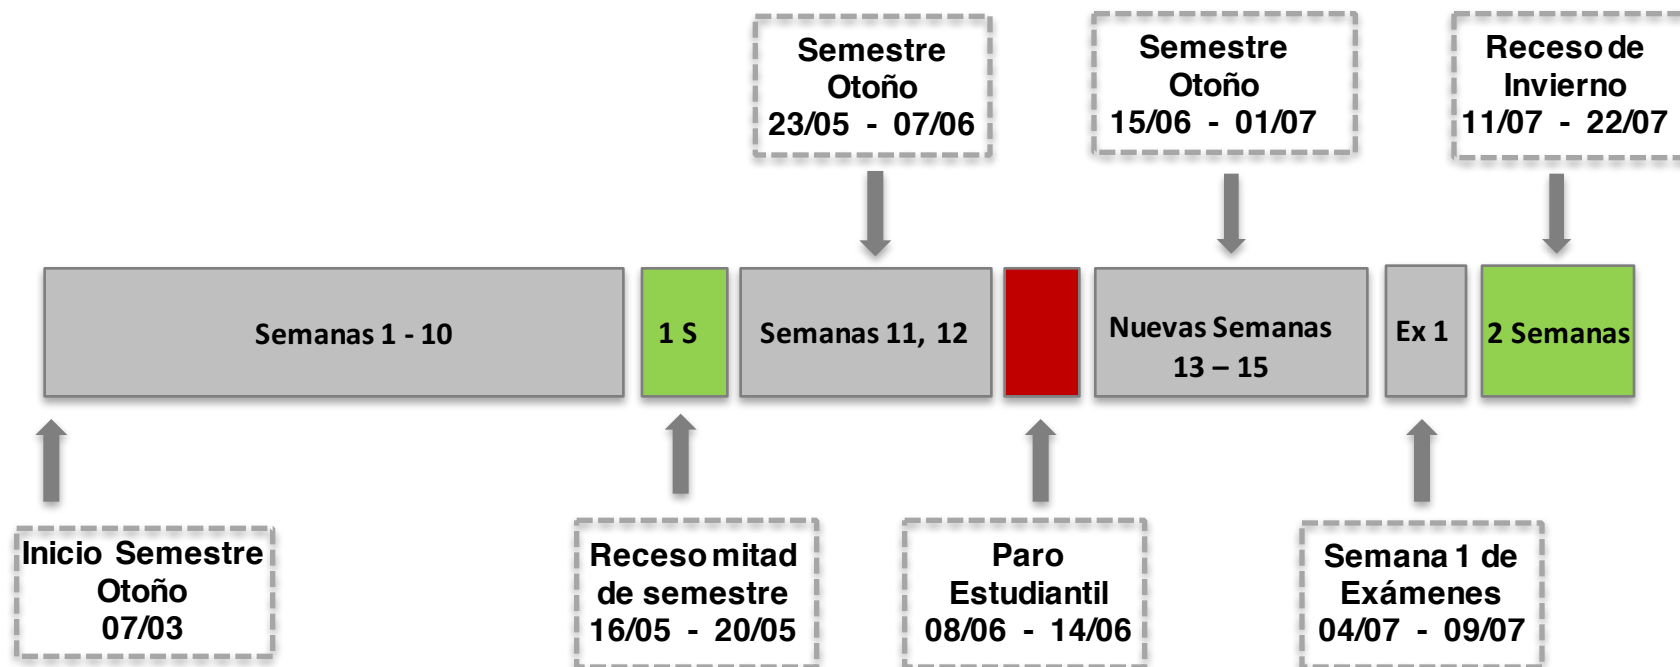 Semestre
Otoño
23/05 - 07/06
Semestre
Otoño
15/06 - 01/07
Receso de
Invierno
11/07 - 22/07
Semanas 1 - 10
1 S
Semanas 11, 12
Nuevas Semanas
13 – 15
Ex 1
2 Semanas
Inicio Semestre
Otoño
07/03
Receso mitad
de semestre
16/05 - 20/05
Paro
Estudiantil
08/06 - 14/06
Semana 1 de
Exámenes
04/07 - 09/07